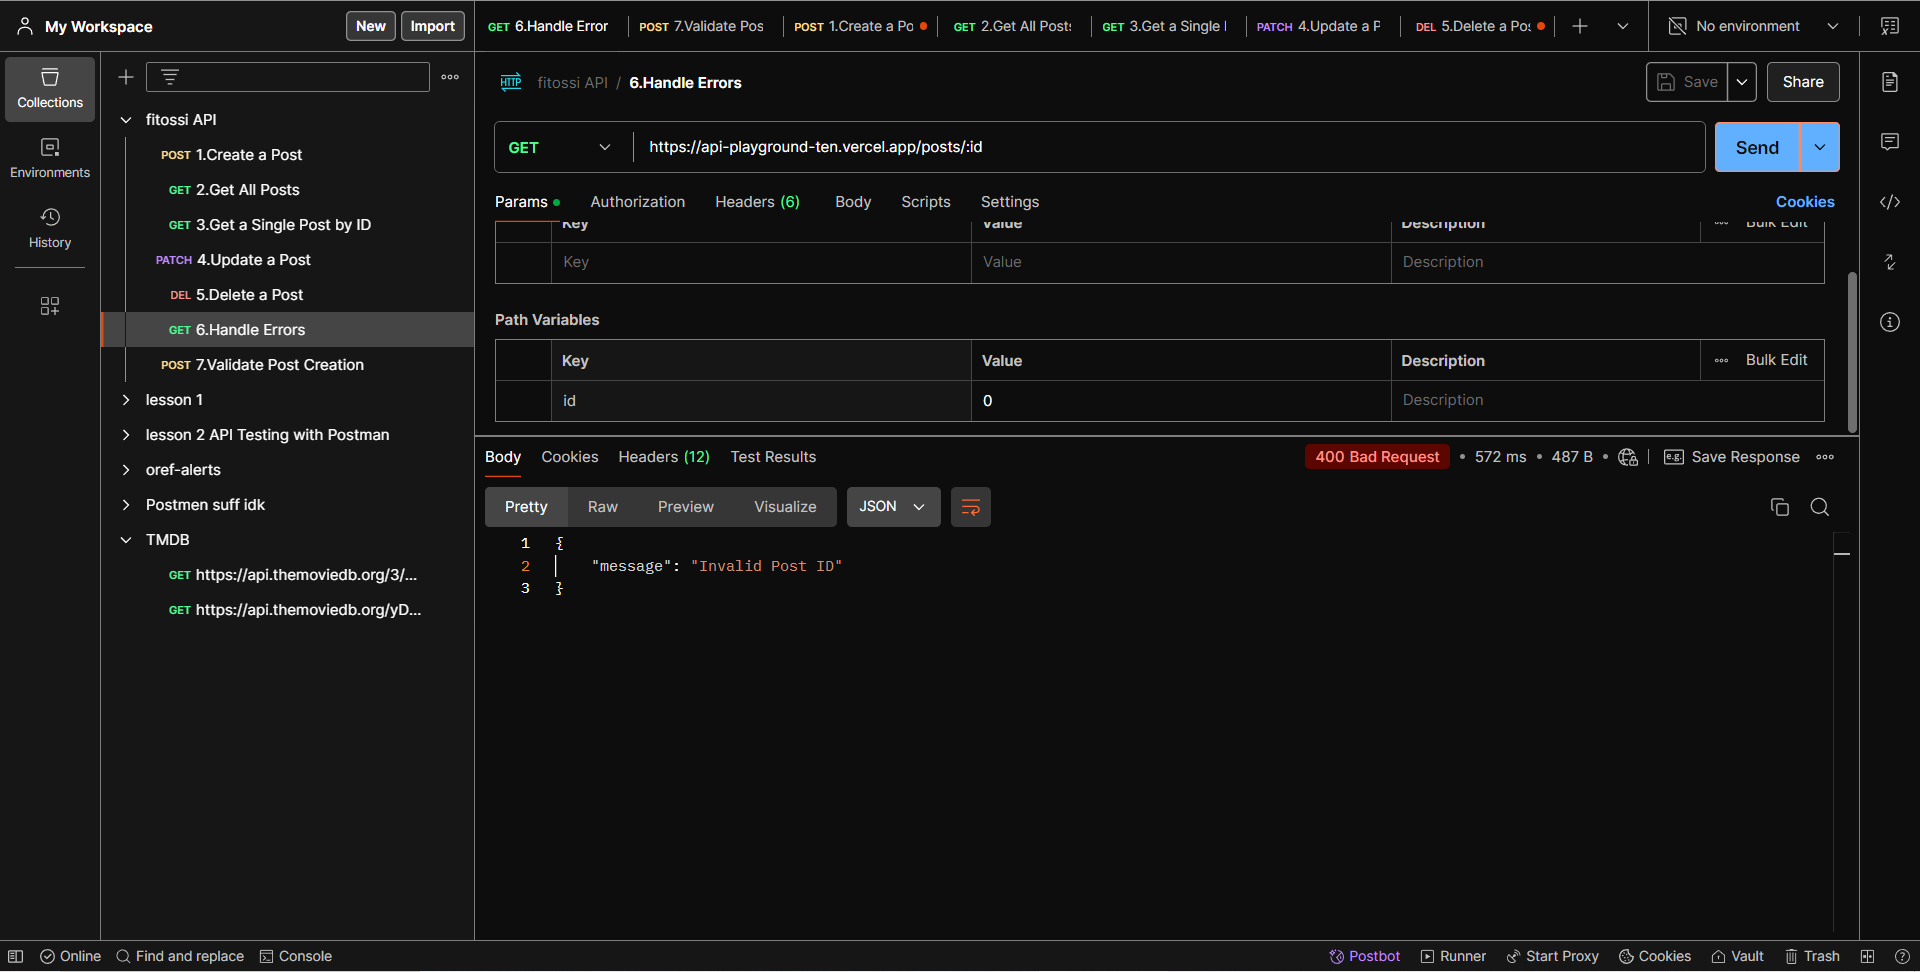 My Workspace
New
Import
GET 6.Handle Error
POST 7.Validate Pos
POST 1.Create a Po
GET 2.Get All Posts
GET 3.Get a Single
PATCH 4.Update a P
DEL 5.Delete a Pos
No environment
Collections
Environments
History
fitossi API
POST 1.Create a Post
GET 2.Get All Posts
GET 3.Get a Single Post by ID
PATCH 4.Update a Post
DEL 5.Delete a Post
GET 6.Handle Errors
POST 7.Validate Post Creation
lesson 1
lesson 2 API Testing with Postman
oref-alerts
Postmen suff idk
TMDB
GET https://api.themoviedb.org/3/...
GET https://api.themoviedb.org/yD...
HTTP fitossi API / 6.Handle Errors
Save
Share
GET https://api-playground-ten.vercel.app/posts/:id
Send
Params Authorization Headers (6) Body Scripts Settings
Cookies
Key Value Description Bulk Edit
Key Value Description
Path Variables
Key Value Description Bulk Edit
id 0 Description
Body Cookies Headers (12) Test Results
400 Bad Request • 572 ms • 487 B •
e.g. Save Response
Pretty Raw Preview Visualize JSON
1 {
2 "message": "Invalid Post ID"
3 }
Online Find and replace Console
Postbot Runner Start Proxy Cookies Vault Trash